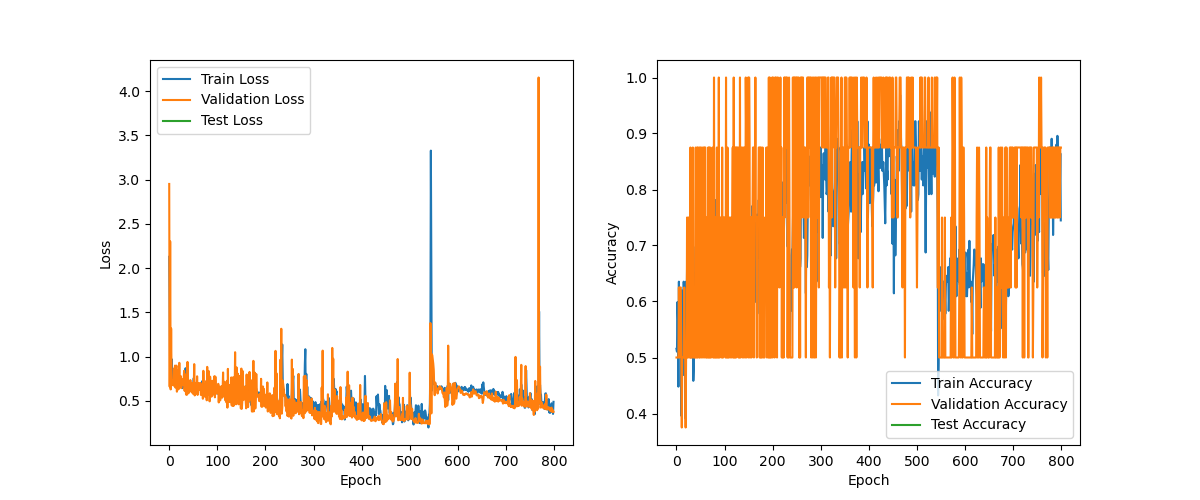 Train Loss
Validation Loss
Test Loss
4.0
3.5
3.0
2.5
2.0
1.5
1.0
0.5
Loss
0 100 200 300 400 500 600 700 800
Epoch
1.0
0.9
0.8
0.7
0.6
0.5
0.4
Accuracy
Train Accuracy
Validation Accuracy
Test Accuracy
0 100 200 300 400 500 600 700 800
Epoch